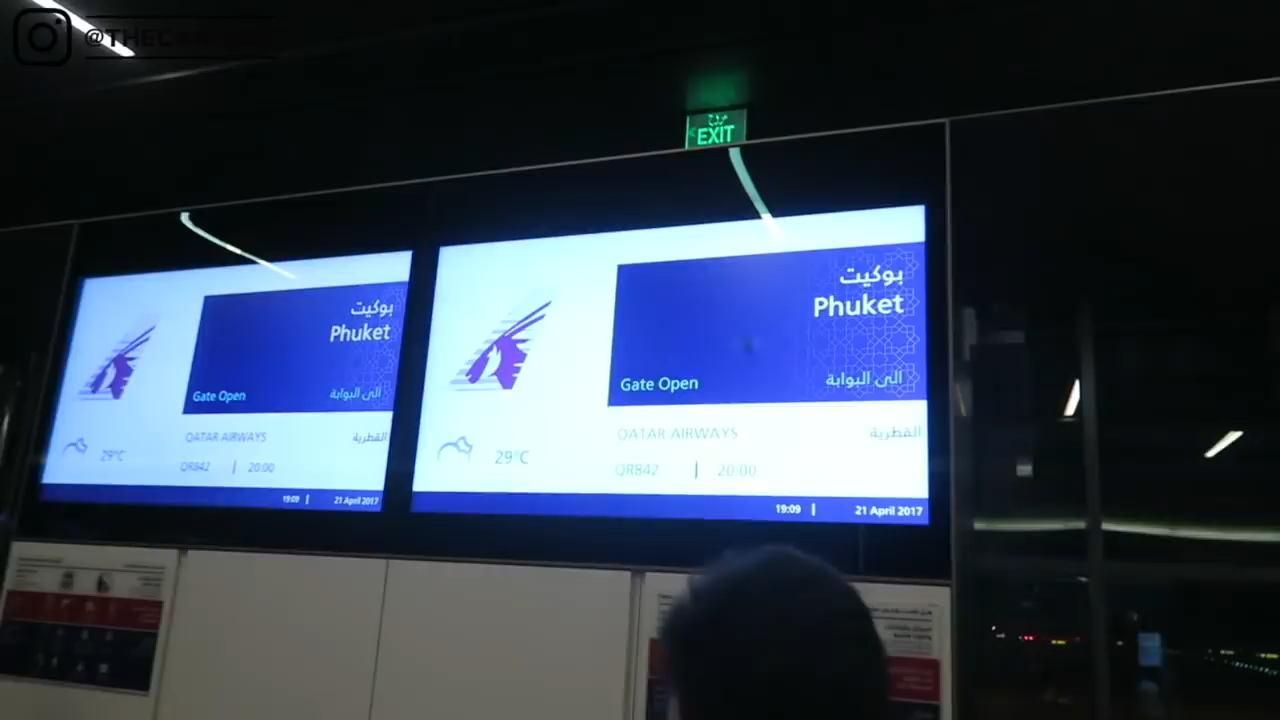 EXIT
بوكيت
Phuket
Gate Open
الى البوابة
QATAR AIRWAYS
القطرية
29°C
QR842 | 20:00
19:09 | 21 April 2017
بوكيت
Phuket
Gate Open
الى البوابة
QATAR AIRWAYS
القطرية
29°C
QR842 | 20:00
19:09 | 21 April 2017